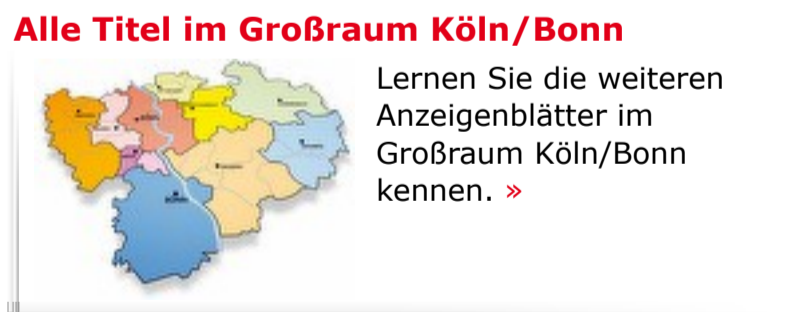 Alle Titel im Großraum Köln/Bonn
Lernen Sie die weiteren
Anzeigenblätter im
Großraum Köln/Bonn
kennen. »